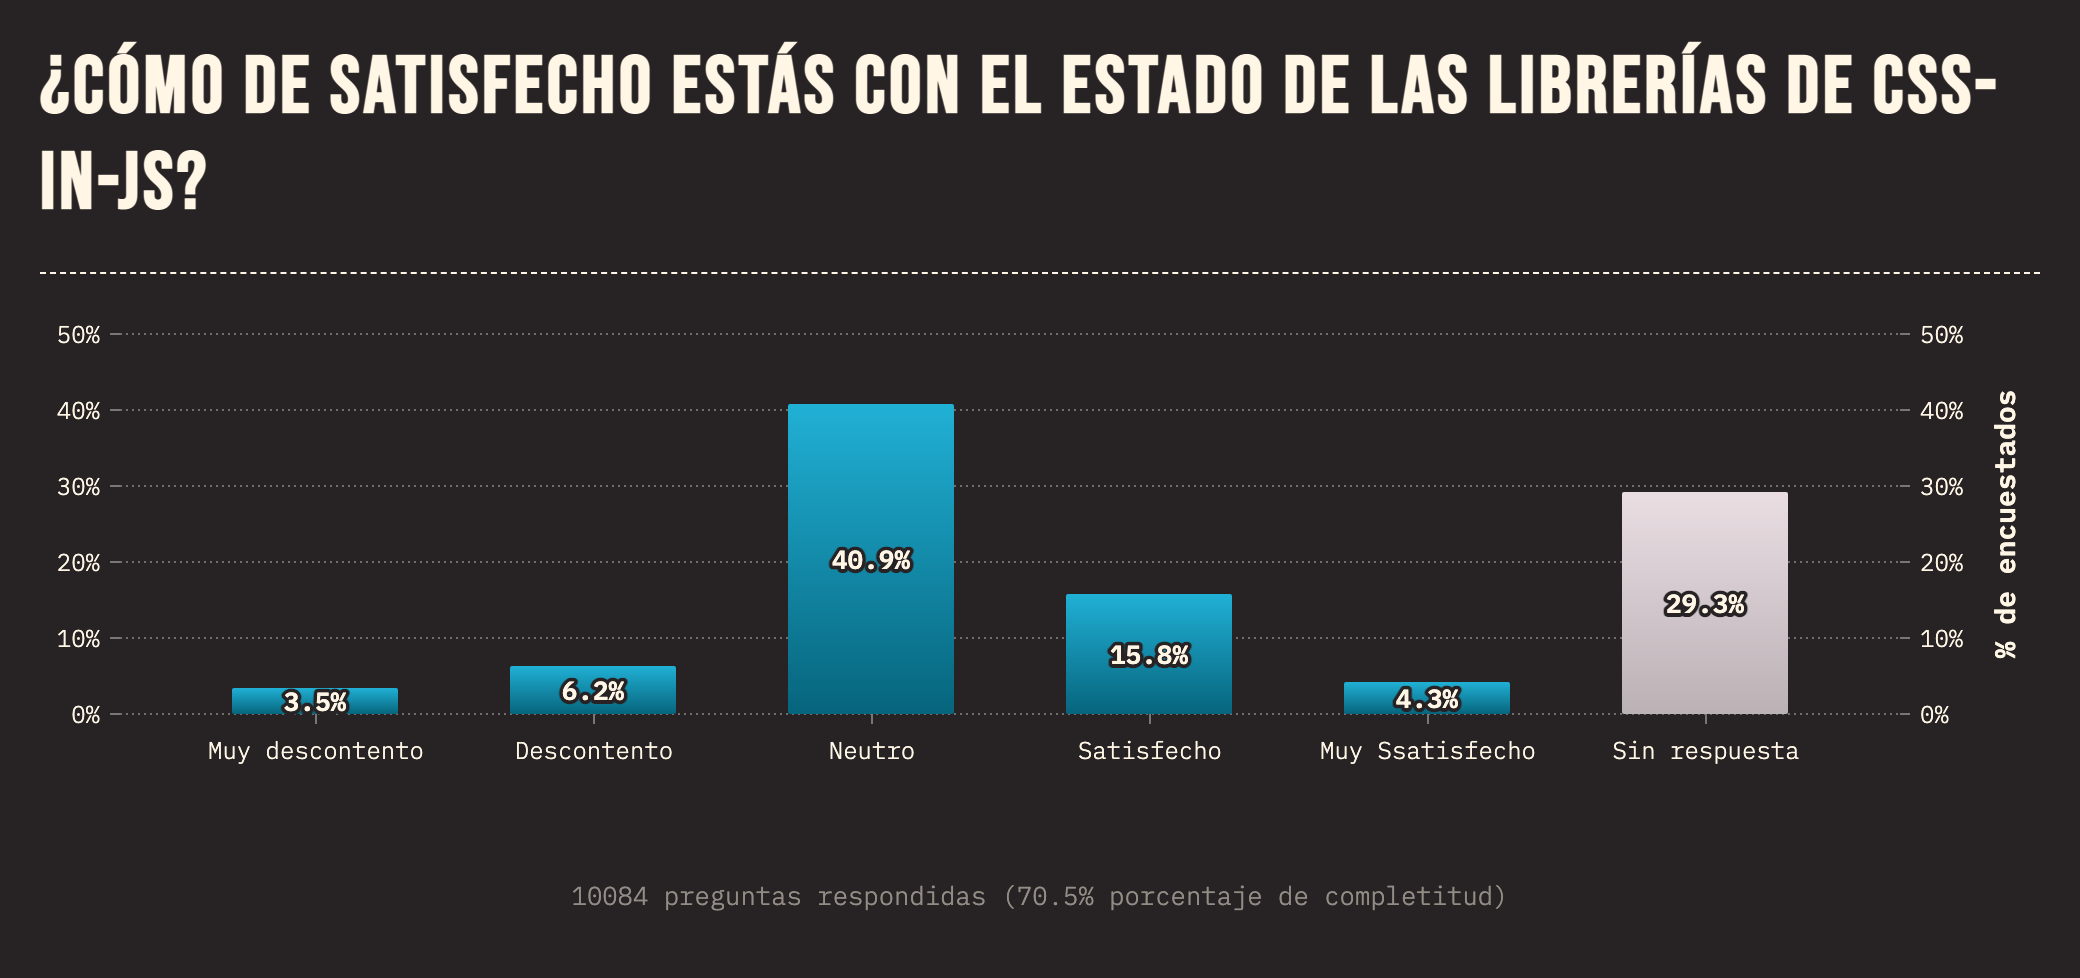 ¿CÓMO DE SATISFECHO ESTÁS CON EL ESTADO DE LAS LIBRERÍAS DE CSS-
IN-JS?
50%
40%
30%
20%
10%
0%
50%
40%
30%
20%
10%
0%
% de encuestados
3.5%
6.2%
40.9%
15.8%
4.3%
29.3%
Muy descontento
Descontento
Neutro
Satisfecho
Muy Ssatisfecho
Sin respuesta
10084 preguntas respondidas (70.5% porcentaje de completitud)